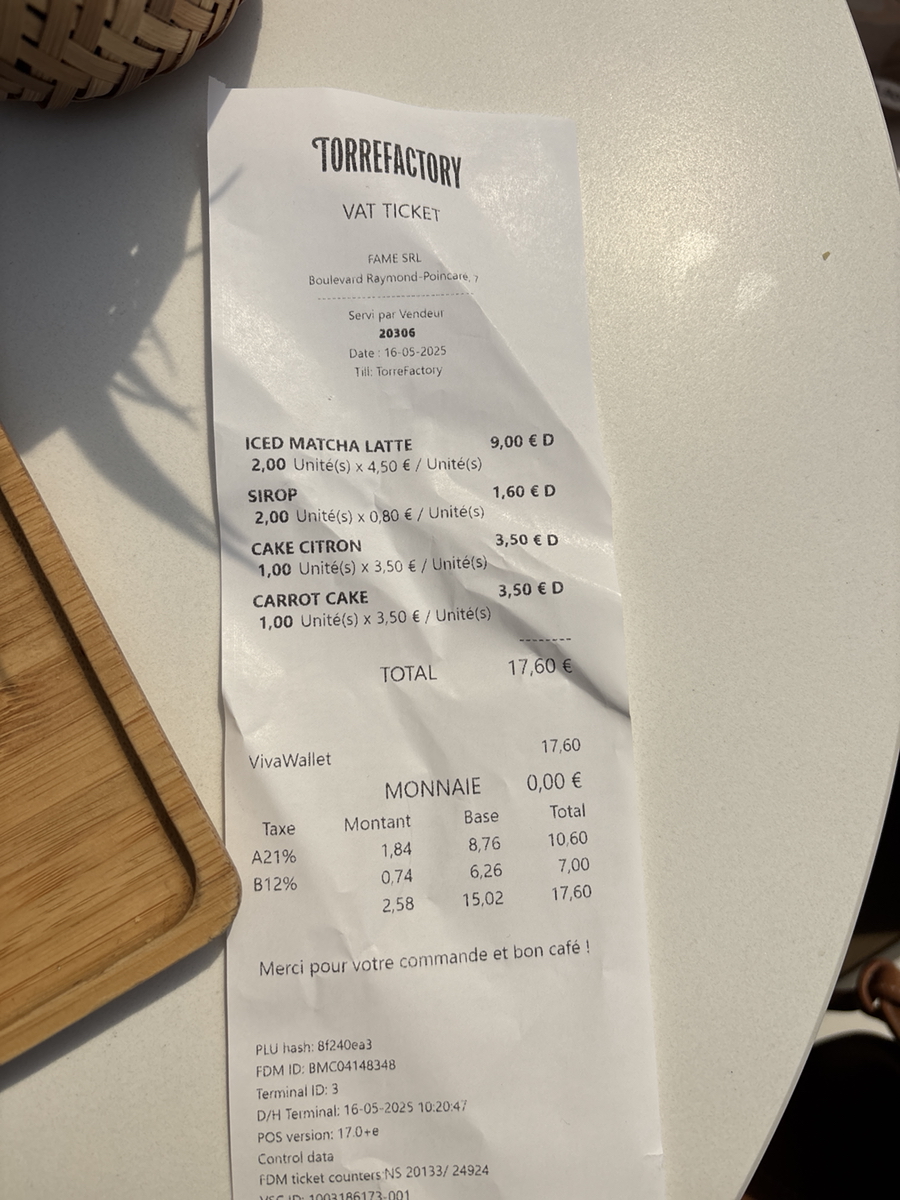 TORREFACTORY
VAT TICKET
FAME SRL
Boulevard Raymond-Poincare, 7
Servi par Vendeur
20306
Date : 16-05-2025
Till: TorreFactory
ICED MATCHA LATTE 9,00 € D
2,00 Unité(s) x 4,50 € / Unité(s)
SIROP 1,60 € D
2,00 Unité(s) x 0,80 € / Unité(s)
CAKE CITRON 3,50 € D
1,00 Unité(s) x 3,50 € / Unité(s)
CARROT CAKE 3,50 € D
1,00 Unité(s) x 3,50 € / Unité(s)
TOTAL 17,60 €
VivaWallet 17,60
MONNAIE 0,00 €
Taxe Montant Base Total
A21% 1,84 8,76 10,60
B12% 0,74 6,26 7,00
2,58 15,02 17,60
Merci pour votre commande et bon café !
PLU hash: 8f240ea3
FDM ID: BMC04148348
Terminal ID: 3
D/H Terminal: 16-05-2025 10:20:47
POS version: 17.0+e
Control data
FDM ticket counters NS 20133/ 24924
VSC ID: 1003186173-001